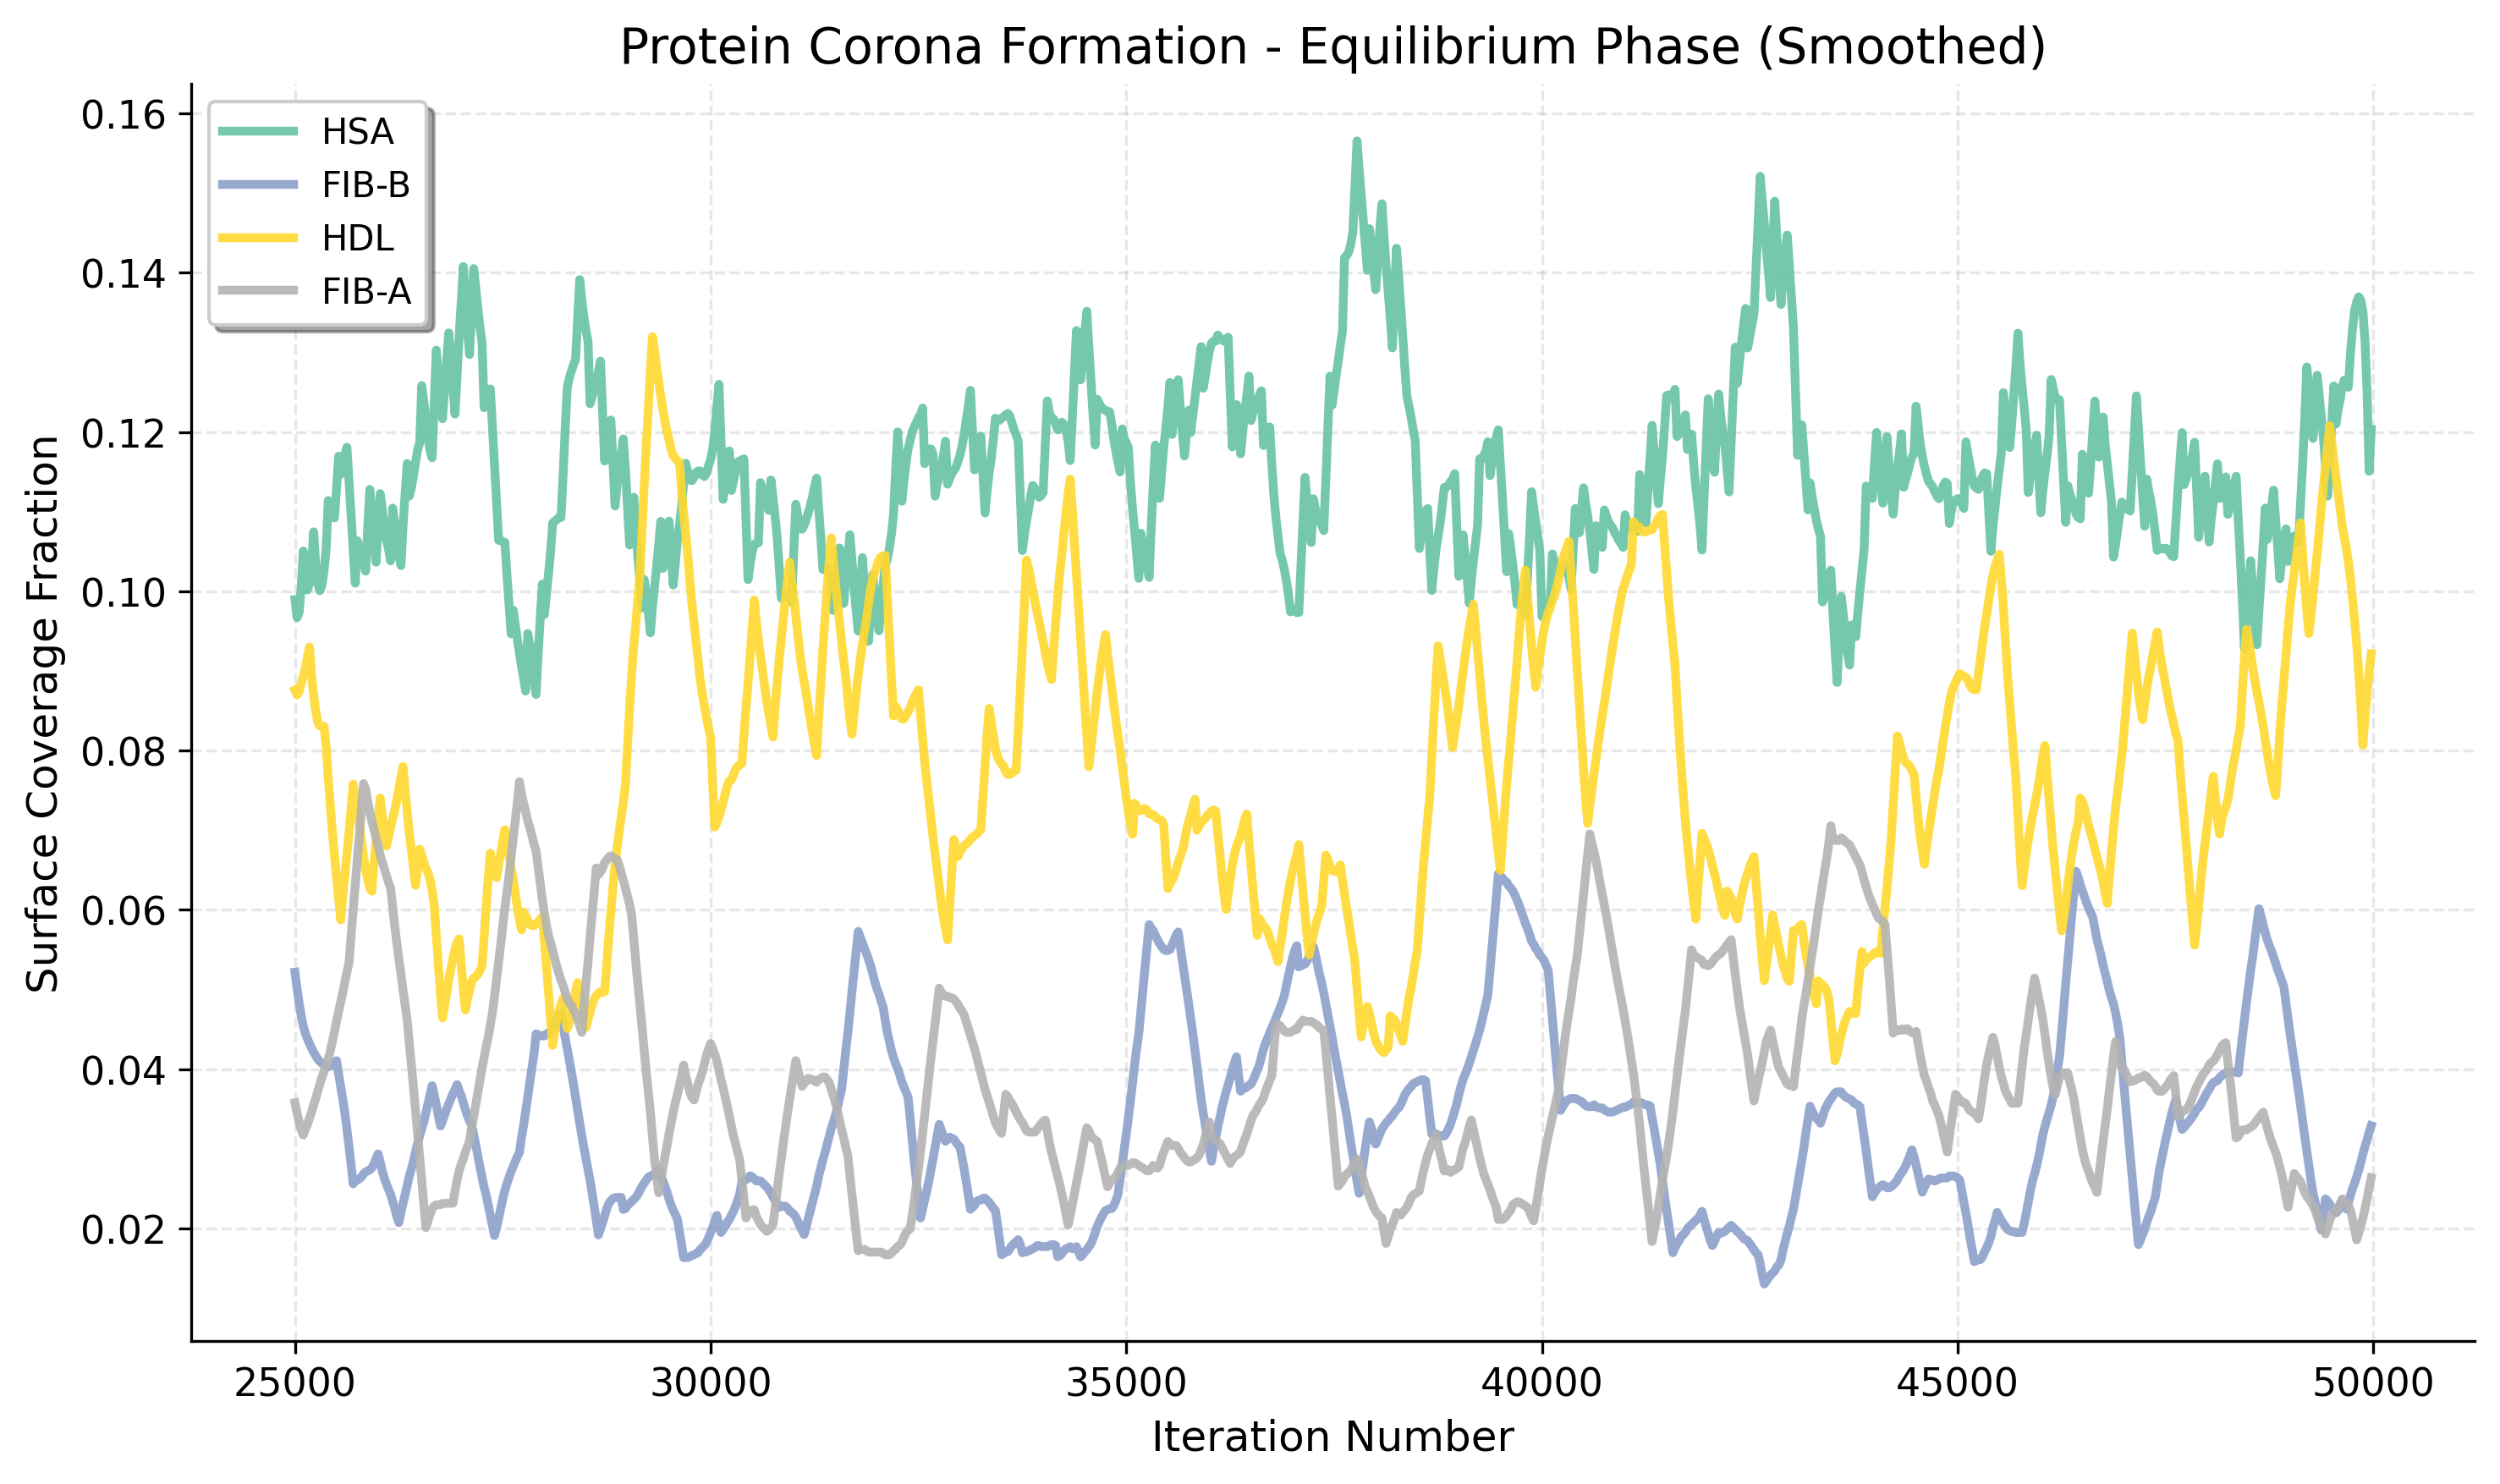 Protein Corona Formation - Equilibrium Phase (Smoothed)
HSA
FIB-B
HDL
FIB-A
Surface Coverage Fraction
0.16
0.14
0.12
0.10
0.08
0.06
0.04
0.02
25000 30000 35000 40000 45000 50000
Iteration Number